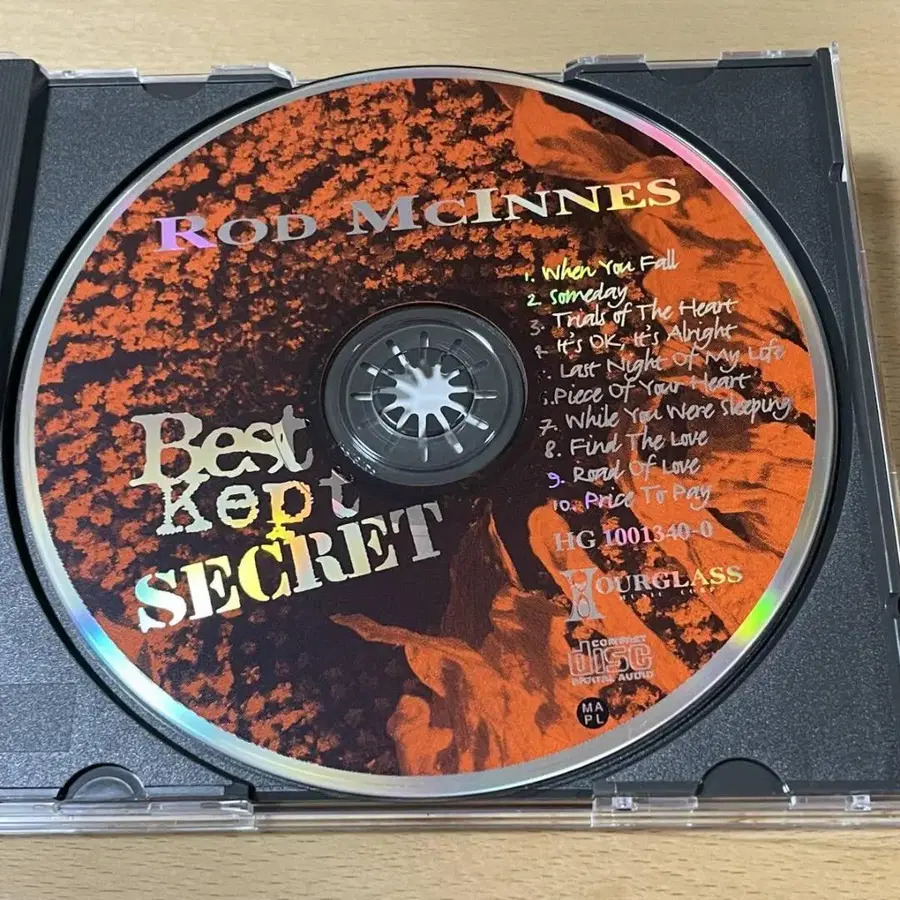 ROD MCINNES
1. When You Fall
2. Someday
3. Trials of The Heart
It's OK, It's Alright
Last Night Of My Life
Piece Of Your Heart
7. While You Were Sleeping
8. Find The Love
9. Road Of Love
10. Price To Pay
Best
Kept
SECRET
HG 1001340-0
HOURGLASS
COMPACT
disc
DIGITAL AUDIO
MA
PL